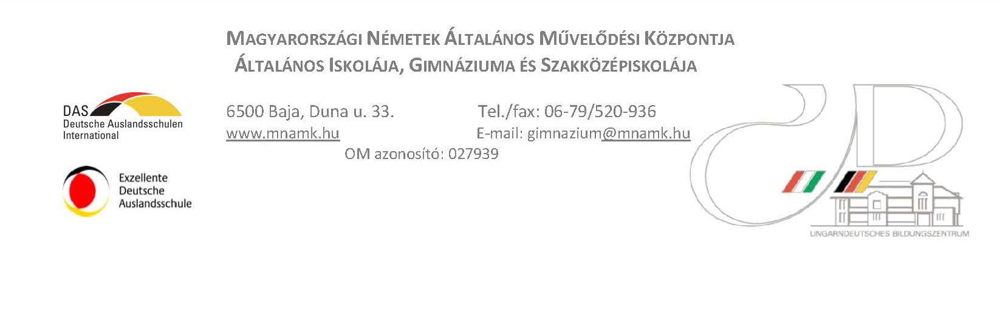 MAGYARORSZÁGI NÉMETEK ÁLTALÁNOS MŰVELŐDÉSI KÖZPONTJA
ÁLTALÁNOS ISKOLÁJA, GIMNÁZIUMA ÉS SZAKKÖZÉPISKOLÁJA
DAS
Deutsche Auslandsschulen
International
6500 Baja, Duna u. 33. Tel./fax: 06-79/520-936
www.mnamk.hu E-mail: gimnazium@mnamk.hu
OM azonosító: 027939
Exzellente
Deutsche
Auslandsschule
UNGARNDEUTSCHES BILDUNGSZENTRUM